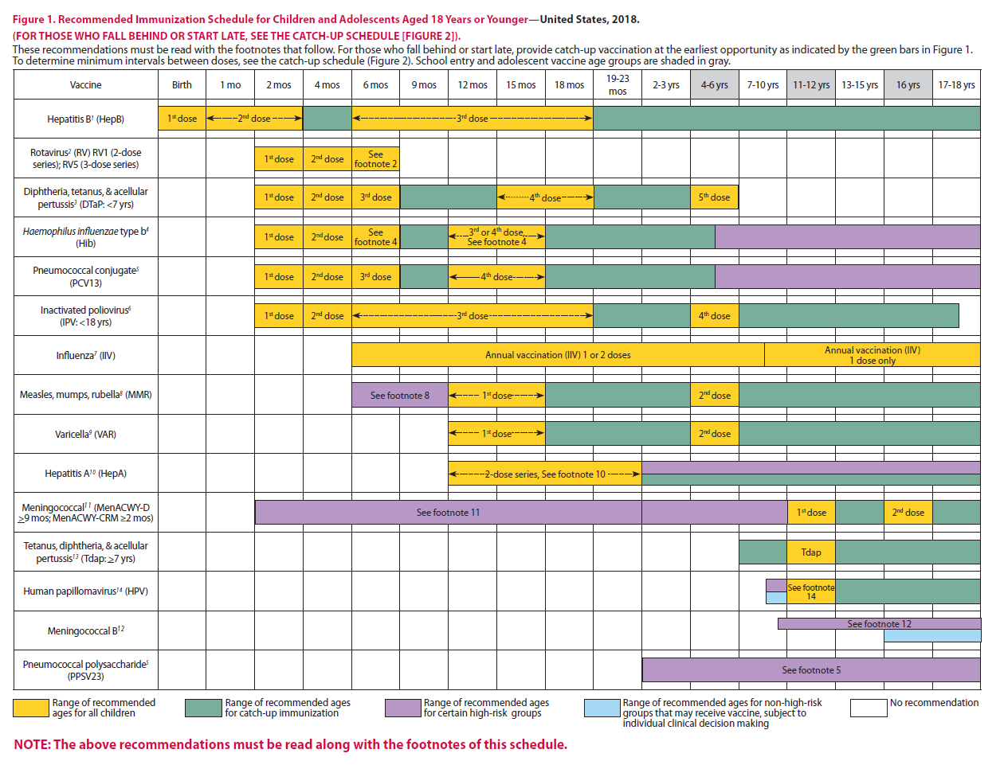 Figure 1. Recommended Immunization Schedule for Children and Adolescents Aged 18 Years or Younger—United States, 2018.
(FOR THOSE WHO FALL BEHIND OR START LATE, SEE THE CATCH-UP SCHEDULE [FIGURE 2]).
These recommendations must be read with the footnotes that follow. For those who fall behind or start late, provide catch-up vaccination at the earliest opportunity as indicated by the green bars in Figure 1.
To determine minimum intervals between doses, see the catch-up schedule (Figure 2). School entry and adolescent vaccine age groups are shaded in gray.
Vaccine
Birth
1 mo
2 mos
4 mos
6 mos
9 mos
12 mos
15 mos
18 mos
19-23
mos
2-3 yrs
4-6 yrs
7-10 yrs
11-12 yrs
13-15 yrs
16 yrs
17-18 yrs
Hepatitis B1 (HepB)
1st dose
2nd dose
3rd dose
Rotavirus2 (RV) RV1 (2-dose
series); RV5 (3-dose series)
1st dose
2nd dose
See
footnote 2
Diphtheria, tetanus, & acellular
pertussis3 (DTaP: <7 yrs)
1st dose
2nd dose
3rd dose
4th dose
5th dose
Haemophilus influenzae type b4
(Hib)
1st dose
2nd dose
See
footnote 4
3rd or 4th dose,
See footnote 4
Pneumococcal conjugate5
(PCV13)
1st dose
2nd dose
3rd dose
4th dose
Inactivated poliovirus6
(IPV: <18 yrs)
1st dose
2nd dose
3rd dose
4th dose
Influenza7 (IIV)
Annual vaccination (IIV) 1 or 2 doses
Annual vaccination (IIV)
1 dose only
Measles, mumps, rubella8 (MMR)
See footnote 8
1st dose
2nd dose
Varicella9 (VAR)
1st dose
2nd dose
Hepatitis A10 (HepA)
2-dose series, See footnote 10
Meningococcal11 (MenACWY-D
≥9 mos; MenACWY-CRM ≥2 mos)
See footnote 11
1st dose
2nd dose
Tetanus, diphtheria, & acellular
pertussis13 (Tdap: ≥7 yrs)
Tdap
Human papillomavirus14 (HPV)
See footnote
14
Meningococcal B12
See footnote 12
Pneumococcal polysaccharide5
(PPSV23)
See footnote 5
Range of recommended
ages for all children
Range of recommended ages
for catch-up immunization
Range of recommended ages
for certain high-risk groups
Range of recommended ages for non-high-risk
groups that may receive vaccine, subject to
individual clinical decision making
No recommendation
NOTE: The above recommendations must be read along with the footnotes of this schedule.